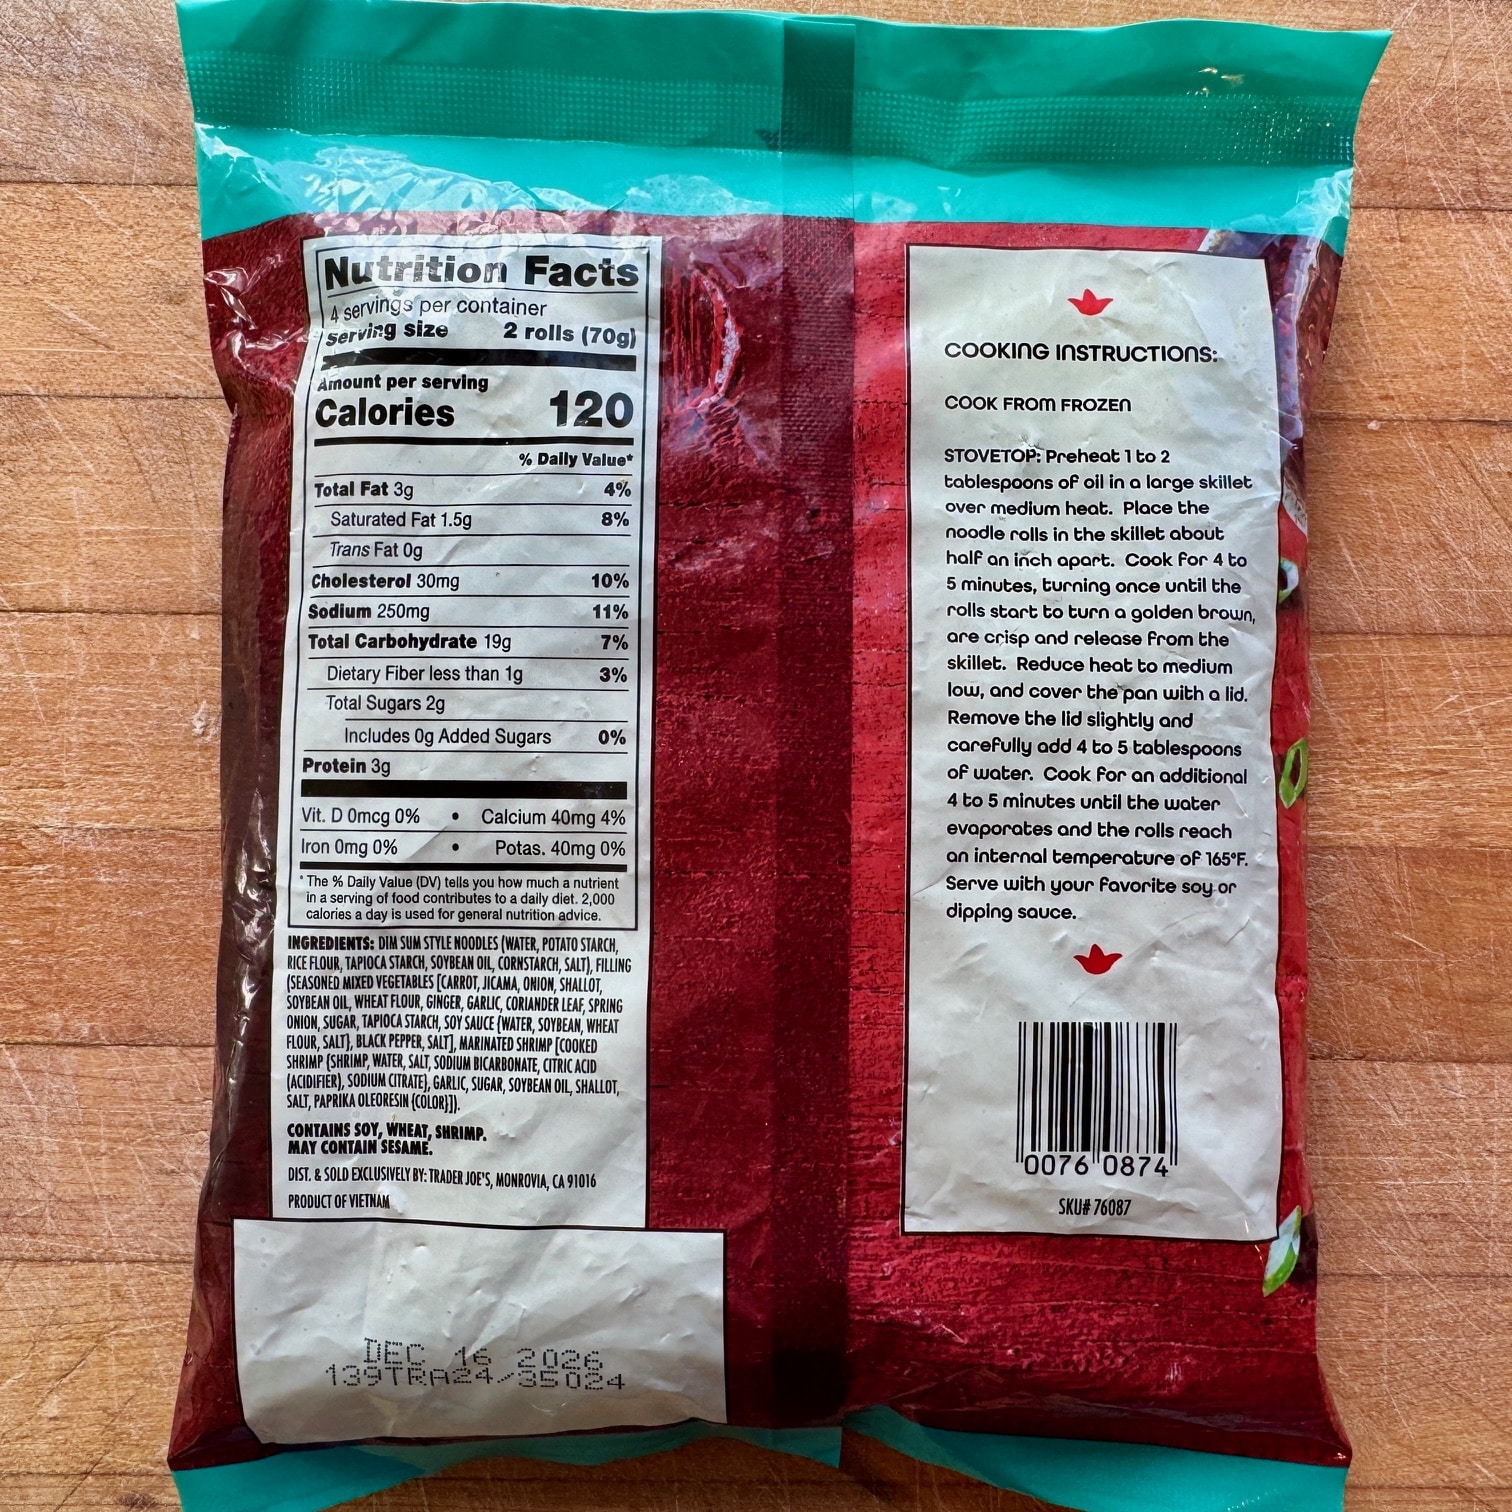 Nutrition Facts
4 servings per container
Serving size 2 rolls (70g)
Amount per serving
Calories 120
% Daily Value*
Total Fat 3g 4%
Saturated Fat 1.5g 8%
Trans Fat 0g
Cholesterol 30mg 10%
Sodium 250mg 11%
Total Carbohydrate 19g 7%
Dietary Fiber less than 1g 3%
Total Sugars 2g
Includes 0g Added Sugars 0%
Protein 3g
Vit. D 0mcg 0% • Calcium 40mg 4%
Iron 0mg 0% • Potas. 40mg 0%
* The % Daily Value (DV) tells you how much a nutrient
in a serving of food contributes to a daily diet. 2,000
calories a day is used for general nutrition advice.
INGREDIENTS: DIM SUM STYLE NOODLES (WATER, POTATO STARCH,
RICE FLOUR, TAPIOCA STARCH, SOYBEAN OIL, CORNSTARCH, SALT), FILLING
(SEASONED MIXED VEGETABLES [CARROT, JICAMA, ONION, SHALLOT,
SOYBEAN OIL, WHEAT FLOUR, GINGER, GARLIC, CORIANDER LEAF, SPRING
ONION, SUGAR, TAPIOCA STARCH, SOY SAUCE {WATER, SOYBEAN, WHEAT
FLOUR, SALT}, BLACK PEPPER, SALT], MARINATED SHRIMP [COOKED
SHRIMP {SHRIMP, WATER, SALT, SODIUM BICARBONATE, CITRIC ACID
(ACIDIFIER), SODIUM CITRATE}, GARLIC, SUGAR, SOYBEAN OIL, SHALLOT,
SALT, PAPRIKA OLEORESIN {COLOR}]).
CONTAINS SOY, WHEAT, SHRIMP.
MAY CONTAIN SESAME.
DIST. & SOLD EXCLUSIVELY BY: TRADER JOE'S, MONROVIA, CA 91016
PRODUCT OF VIETNAM
DEC 16 2026
139TRA24/35024
COOKING INSTRUCTIONS:
COOK FROM FROZEN
STOVETOP: Preheat 1 to 2
tablespoons of oil in a large skillet
over medium heat. Place the
noodle rolls in the skillet about
half an inch apart. Cook for 4 to
5 minutes, turning once until the
rolls start to turn a golden brown,
are crisp and release from the
skillet. Reduce heat to medium
low, and cover the pan with a lid.
Remove the lid slightly and
carefully add 4 to 5 tablespoons
of water. Cook for an additional
4 to 5 minutes until the water
evaporates and the rolls reach
an internal temperature of 165°F.
Serve with your favorite soy or
dipping sauce.
0076 0874
SKU# 76087